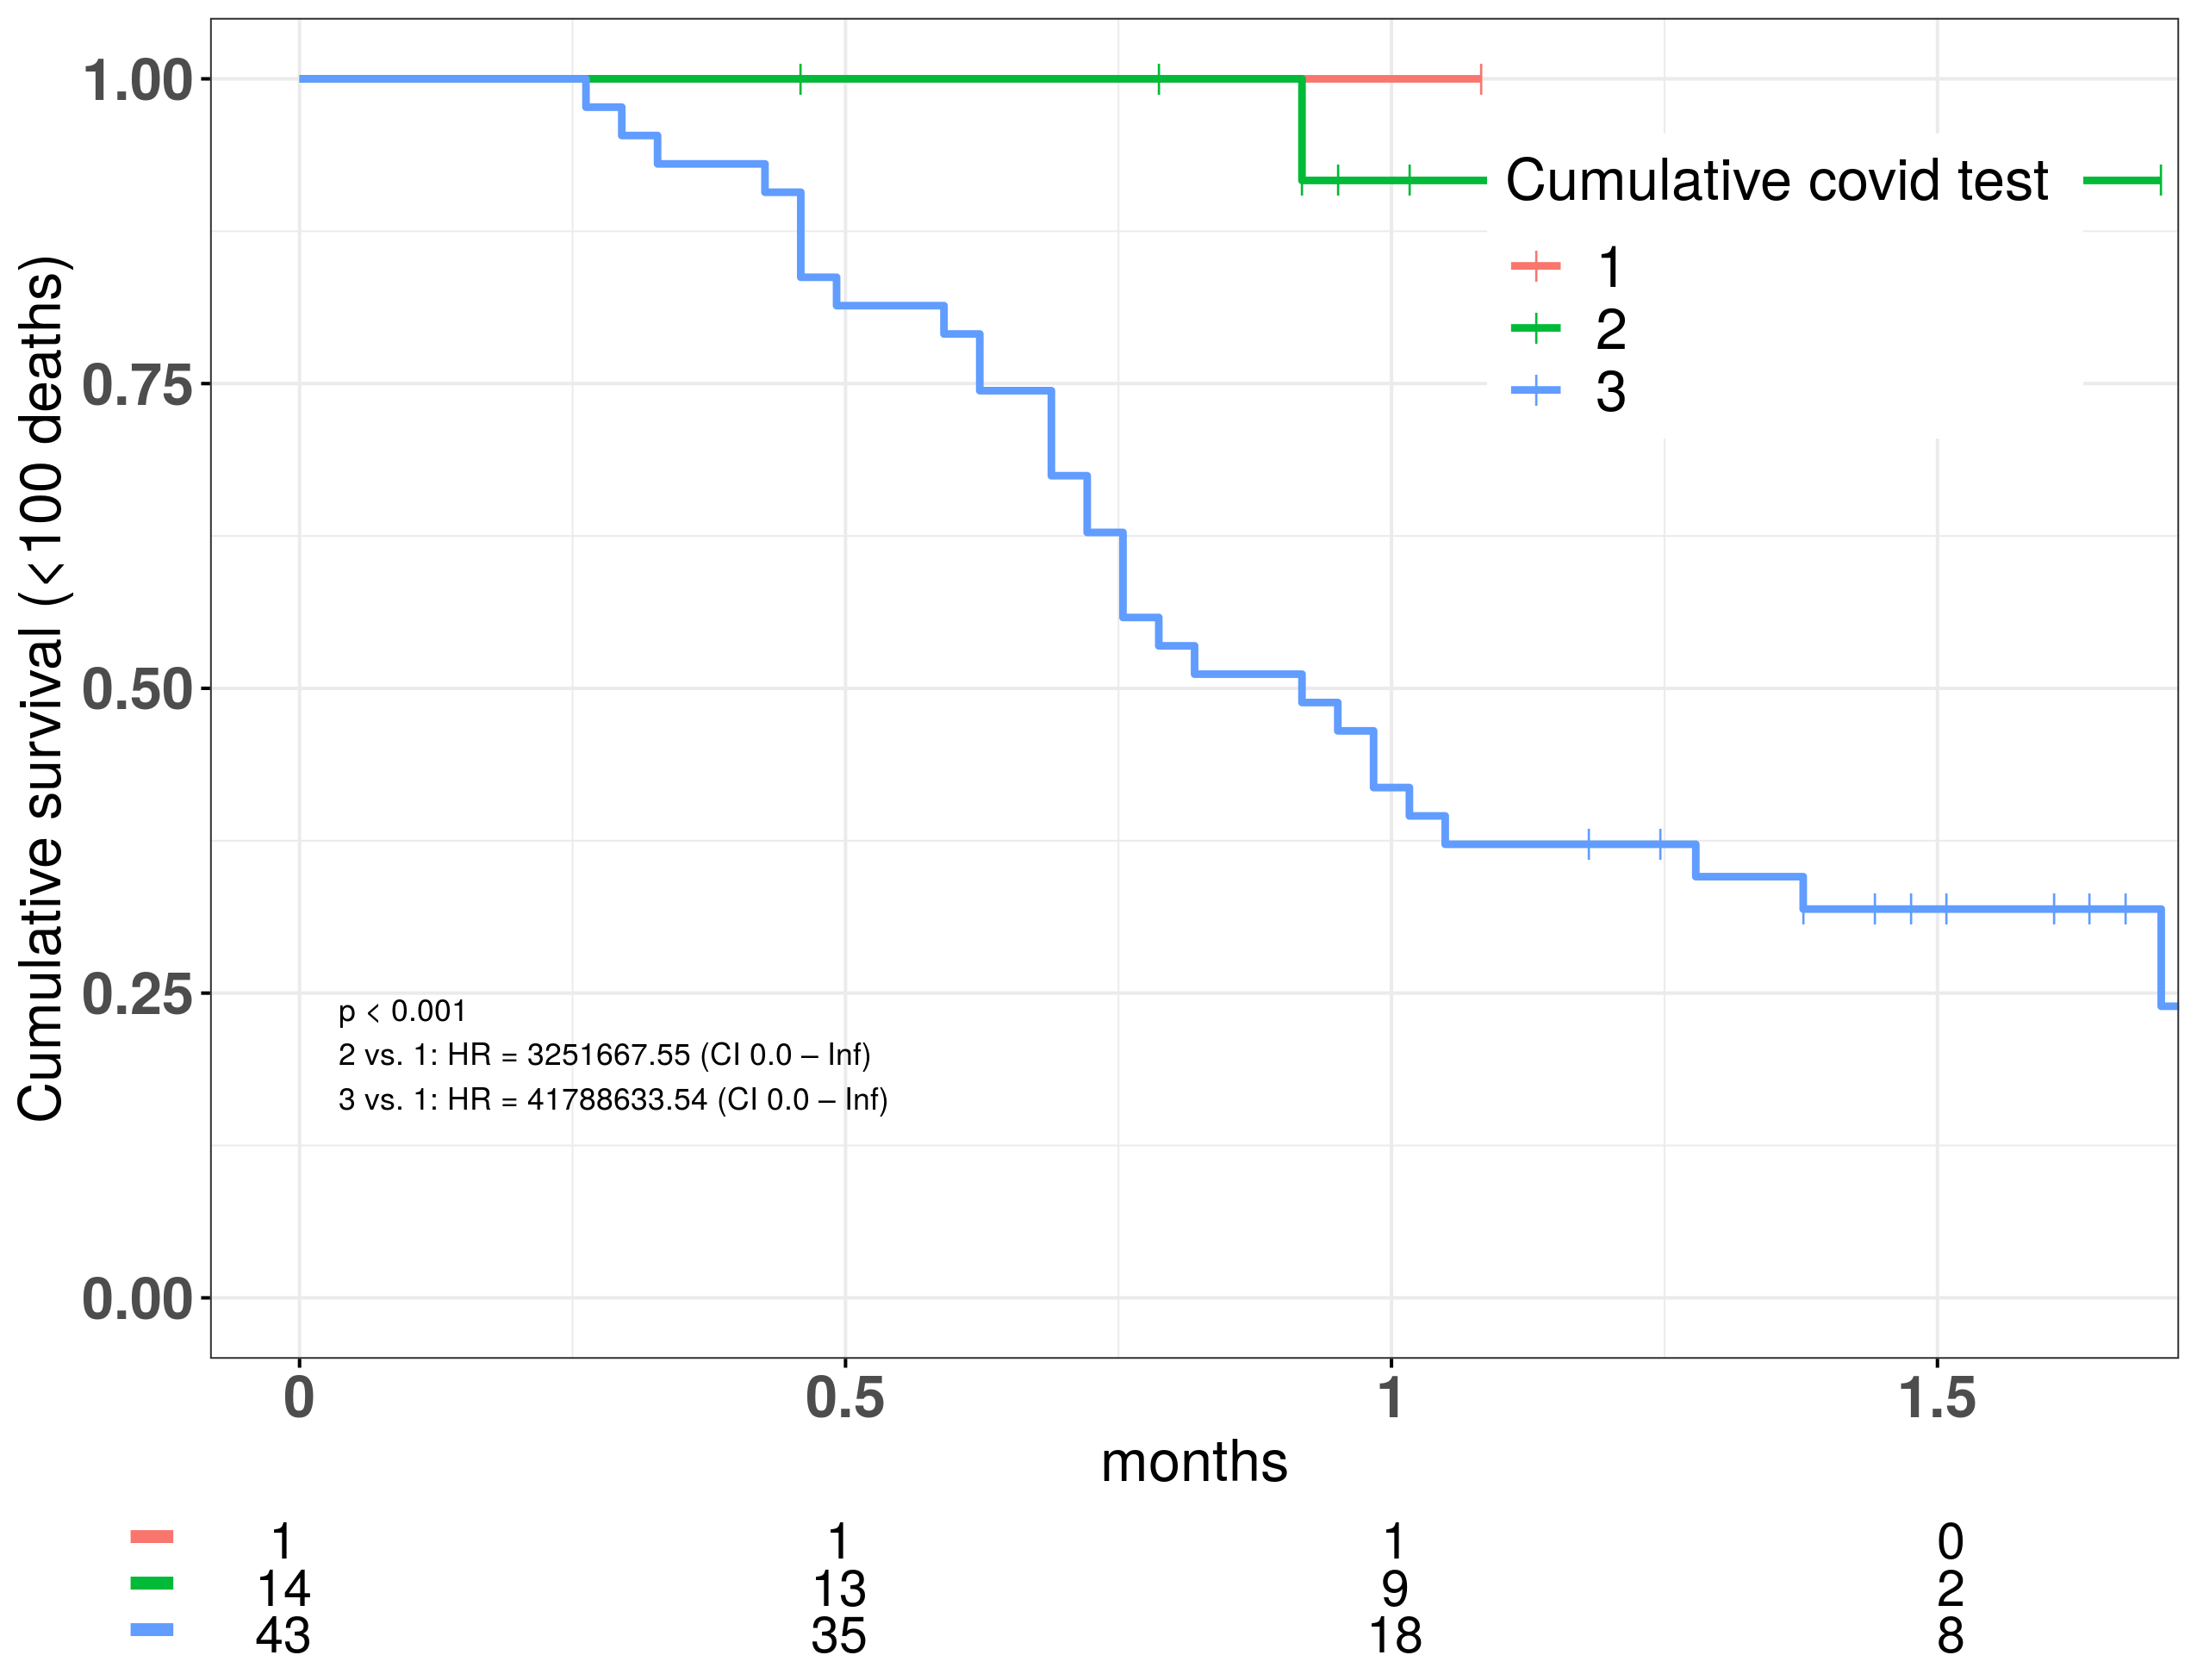 Cumulative survival (<100 deaths)
1.00
0.75
0.50
0.25
0.00
Cumulative covid test
1
2
3
p < 0.001
2 vs. 1: HR = 3251667.55 (CI 0.0 – Inf)
3 vs. 1: HR = 41788633.54 (CI 0.0 – Inf)
0 0.5 1 1.5
months
1 1 1 0
14 13 9 2
43 35 18 8